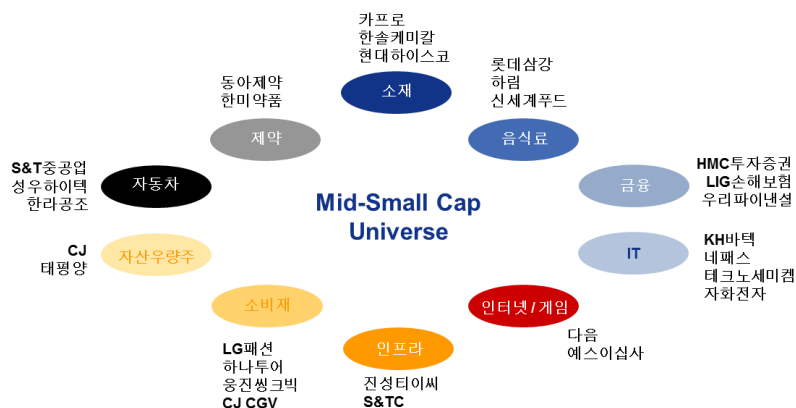 카프로
한솔케미칼
현대하이스코
소재
동아제약
한미약품
제약
롯데삼강
하림
신세계푸드
음식료
S&T중공업
성우하이텍
한라공조
자동차
HMC투자증권
LIG손해보험
우리파이낸셜
금융
Mid-Small Cap
Universe
CJ
태평양
자산우량주
KH바텍
네패스
테크노세미켐
자화전자
IT
소비재
LG패션
하나투어
웅진씽크빅
CJ CGV
인프라
진성티이씨
S&TC
인터넷/게임
다음
예스이십사